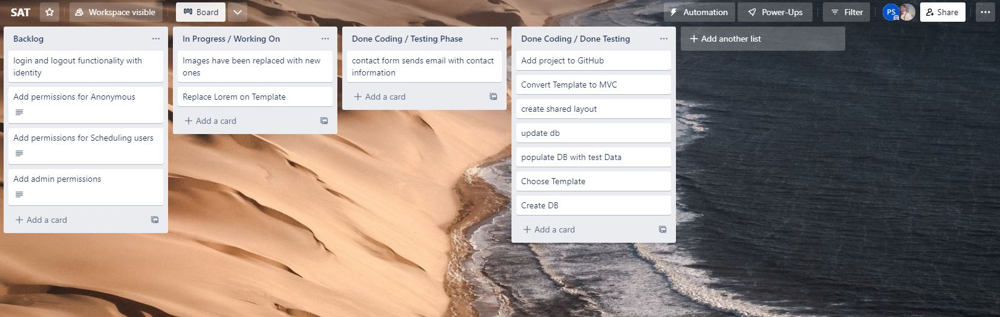 SAT
Workspace visible
Board
Automation
Power-Ups
Filter
PS
Share
Backlog
login and logout functionality with
identity
Add permissions for Anonymous
Add permissions for Scheduling users
Add admin permissions
Add a card
In Progress / Working On
Images have been replaced with new
ones
Replace Lorem on Template
Add a card
Done Coding / Testing Phase
contact form sends email with contact
information
Add a card
Done Coding / Done Testing
Add project to GitHub
Convert Template to MVC
create shared layout
update db
populate DB with test Data
Choose Template
Create DB
Add a card
Add another list